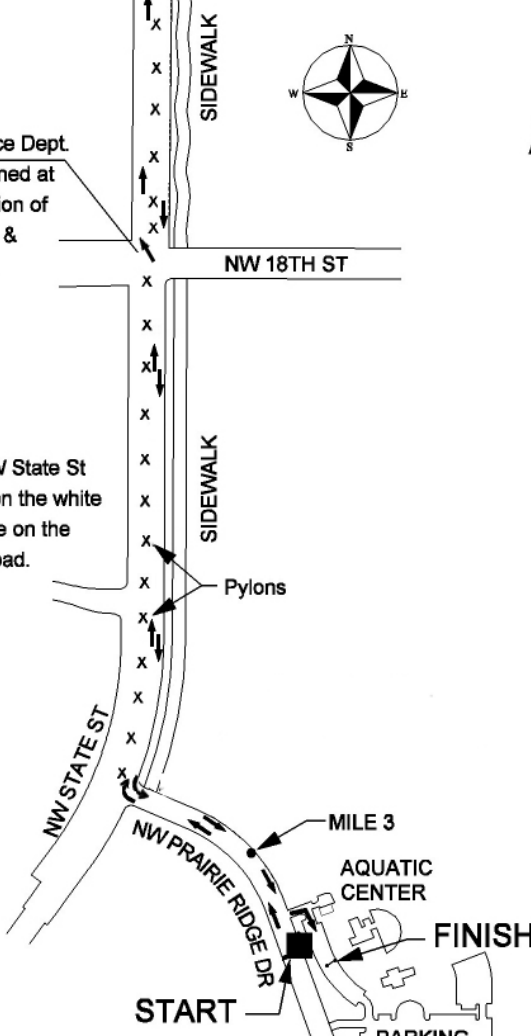 SIDEWALK
N
W E
S
ce Dept.
ned at
ion of
&
NW 18TH ST
SIDEWALK
W State St
en the white
e on the
oad.
Pylons
NW STATE ST
MILE 3
NW PRAIRIE RIDGE DR
AQUATIC
CENTER
FINISH
START
PARKING